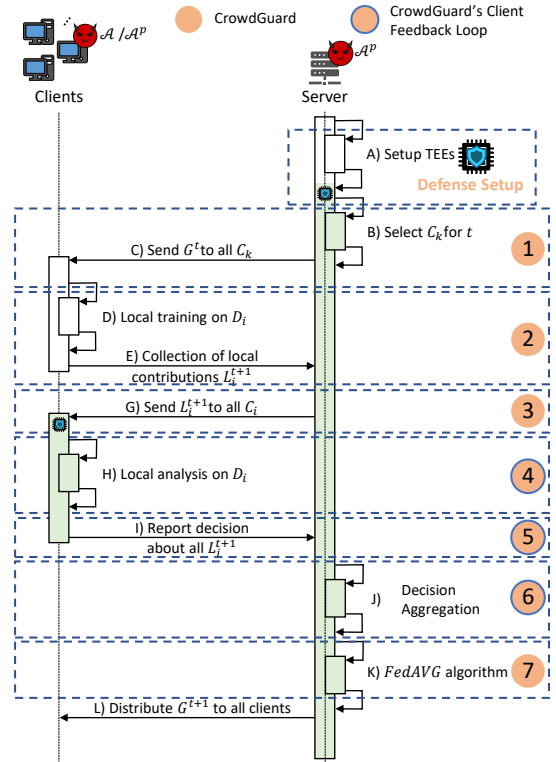 CrowdGuard
CrowdGuard's Client
Feedback Loop
𝒜 /𝒜ᵖ
𝒜ᵖ
Clients
Server
A) Setup TEEs
Defense Setup
B) Select Cₖ for t
1
C) Send Gᵗ to all Cₖ
D) Local training on Dᵢ
2
E) Collection of local
contributions Lᵢᵗ⁺¹
G) Send Lᵢᵗ⁺¹ to all Cᵢ
3
H) Local analysis on Dᵢ
4
I) Report decision
about all Lᵢᵗ⁺¹
5
J) Decision
Aggregation
6
K) FedAVG algorithm
7
L) Distribute Gᵗ⁺¹ to all clients